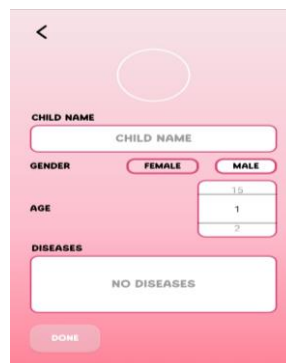 CHILD NAME
CHILD NAME
GENDER FEMALE MALE
15
AGE 1
2
DISEASES
NO DISEASES
DONE